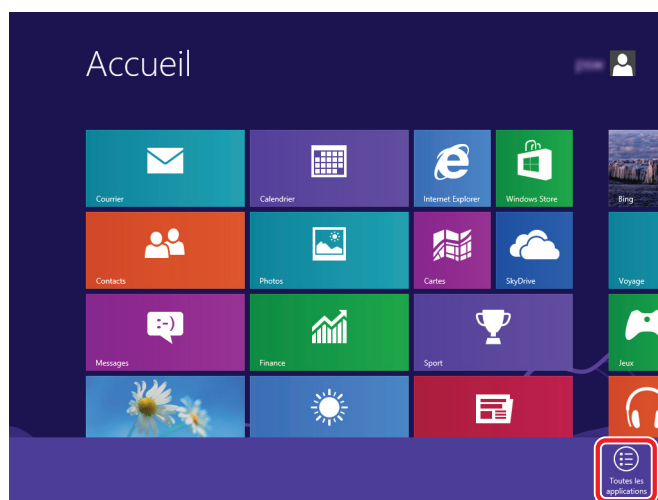 Accueil
Courrier
Calendrier
Internet Explorer
Windows Store
Bing
Contacts
Photos
Cartes
SkyDrive
Voyage
Messages
:-)
Finance
Sport
Jeux
Toutes les
applications